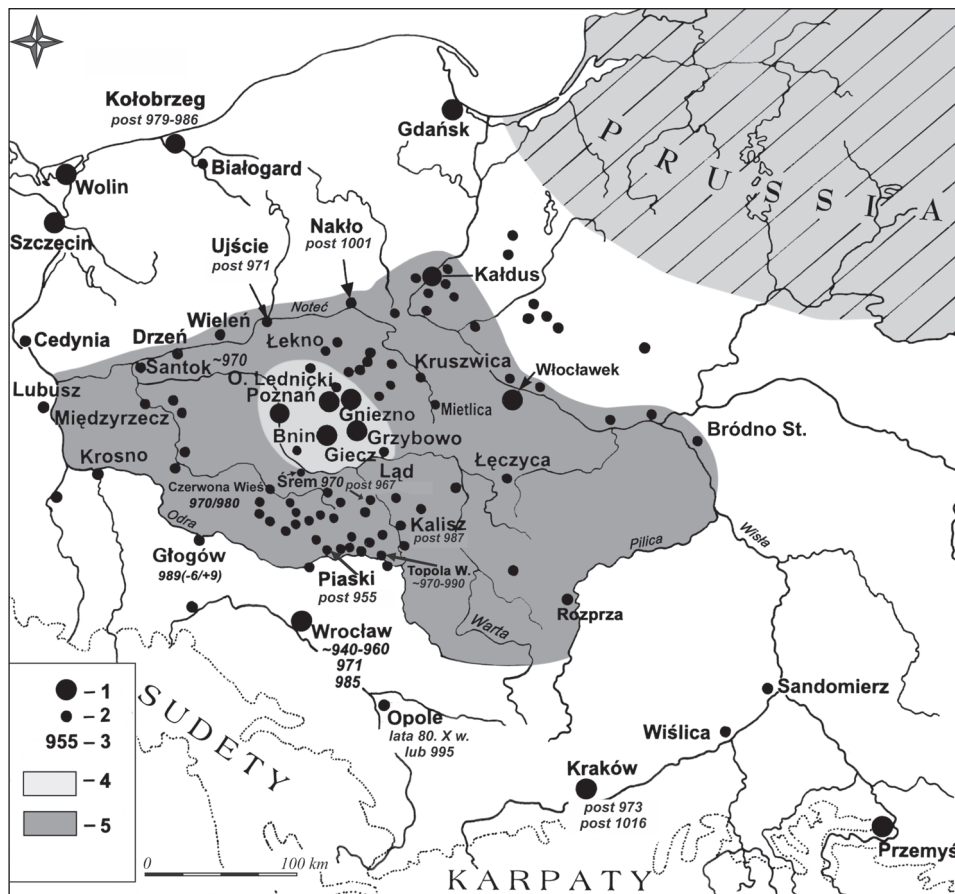 Kołobrzeg
post 979-986
Gdańsk
Białogard
Wolin
PRUSSIA
Szczecin
Nakło
post 1001
Ujście
post 971
Kałdus
Noteć
Wieleń
Cedynia
Drzeń
Łekno
Santok ~970
Kruszwica
Włocławek
O. Lednicki
Poznań
Lubusz
Międzyrzecz
Gniezno
Mietlica
Bnin
Grzybowo
Giecz
Bródno St.
Krosno
Ląd
Łęczyca
Czerwona Wieś
970/980
Śrem 970
post 967
Odra
Kalisz
post 987
Wisła
Pilica
Głogów
989(-6/+9)
Piaski
post 955
Topola W.
~970-990
Rozprza
Warta
Wrocław
~940-960
971
985
– 1
– 2
955 – 3
– 4
– 5
SUDETY
Sandomierz
Opole
lata 80. X w.
lub 995
Wiślica
Kraków
post 973
post 1016
Przemyś
0 100 km
KARPATY